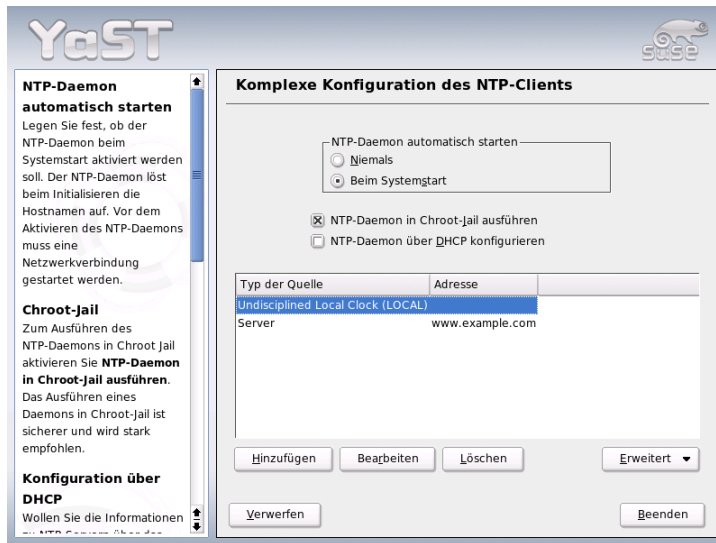 YaST
SUSE
NTP-Daemon
automatisch starten
Legen Sie fest, ob der
NTP-Daemon beim
Systemstart aktiviert werden
soll. Der NTP-Daemon löst
beim Initialisieren die
Hostnamen auf. Vor dem
Aktivieren des NTP-Daemons
muss eine
Netzwerkverbindung
gestartet werden.
Chroot-Jail
Zum Ausführen des
NTP-Daemons in Chroot Jail
aktivieren Sie NTP-Daemon
in Chroot-Jail ausführen.
Das Ausführen eines
Daemons in Chroot-Jail ist
sicherer und wird stark
empfohlen.
Konfiguration über
DHCP
Wollen Sie die Informationen
Komplexe Konfiguration des NTP-Clients
NTP-Daemon automatisch starten
Niemals
Beim Systemstart
NTP-Daemon in Chroot-Jail ausführen
NTP-Daemon über DHCP konfigurieren
Typ der Quelle Adresse
Undisciplined Local Clock (LOCAL)
Server www.example.com
Hinzufügen Bearbeiten Löschen Erweitert
Verwerfen Beenden